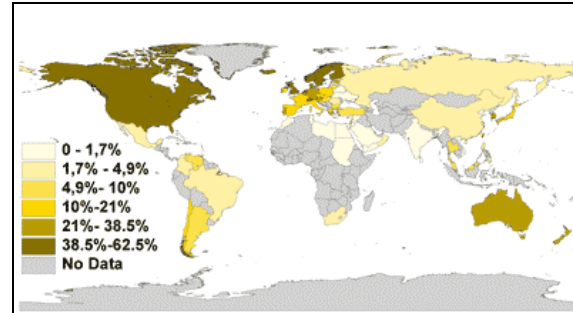 0 - 1,7%
1,7% - 4,9%
4,9%- 10%
10%-21%
21%- 38.5%
38.5%-62.5%
No Data